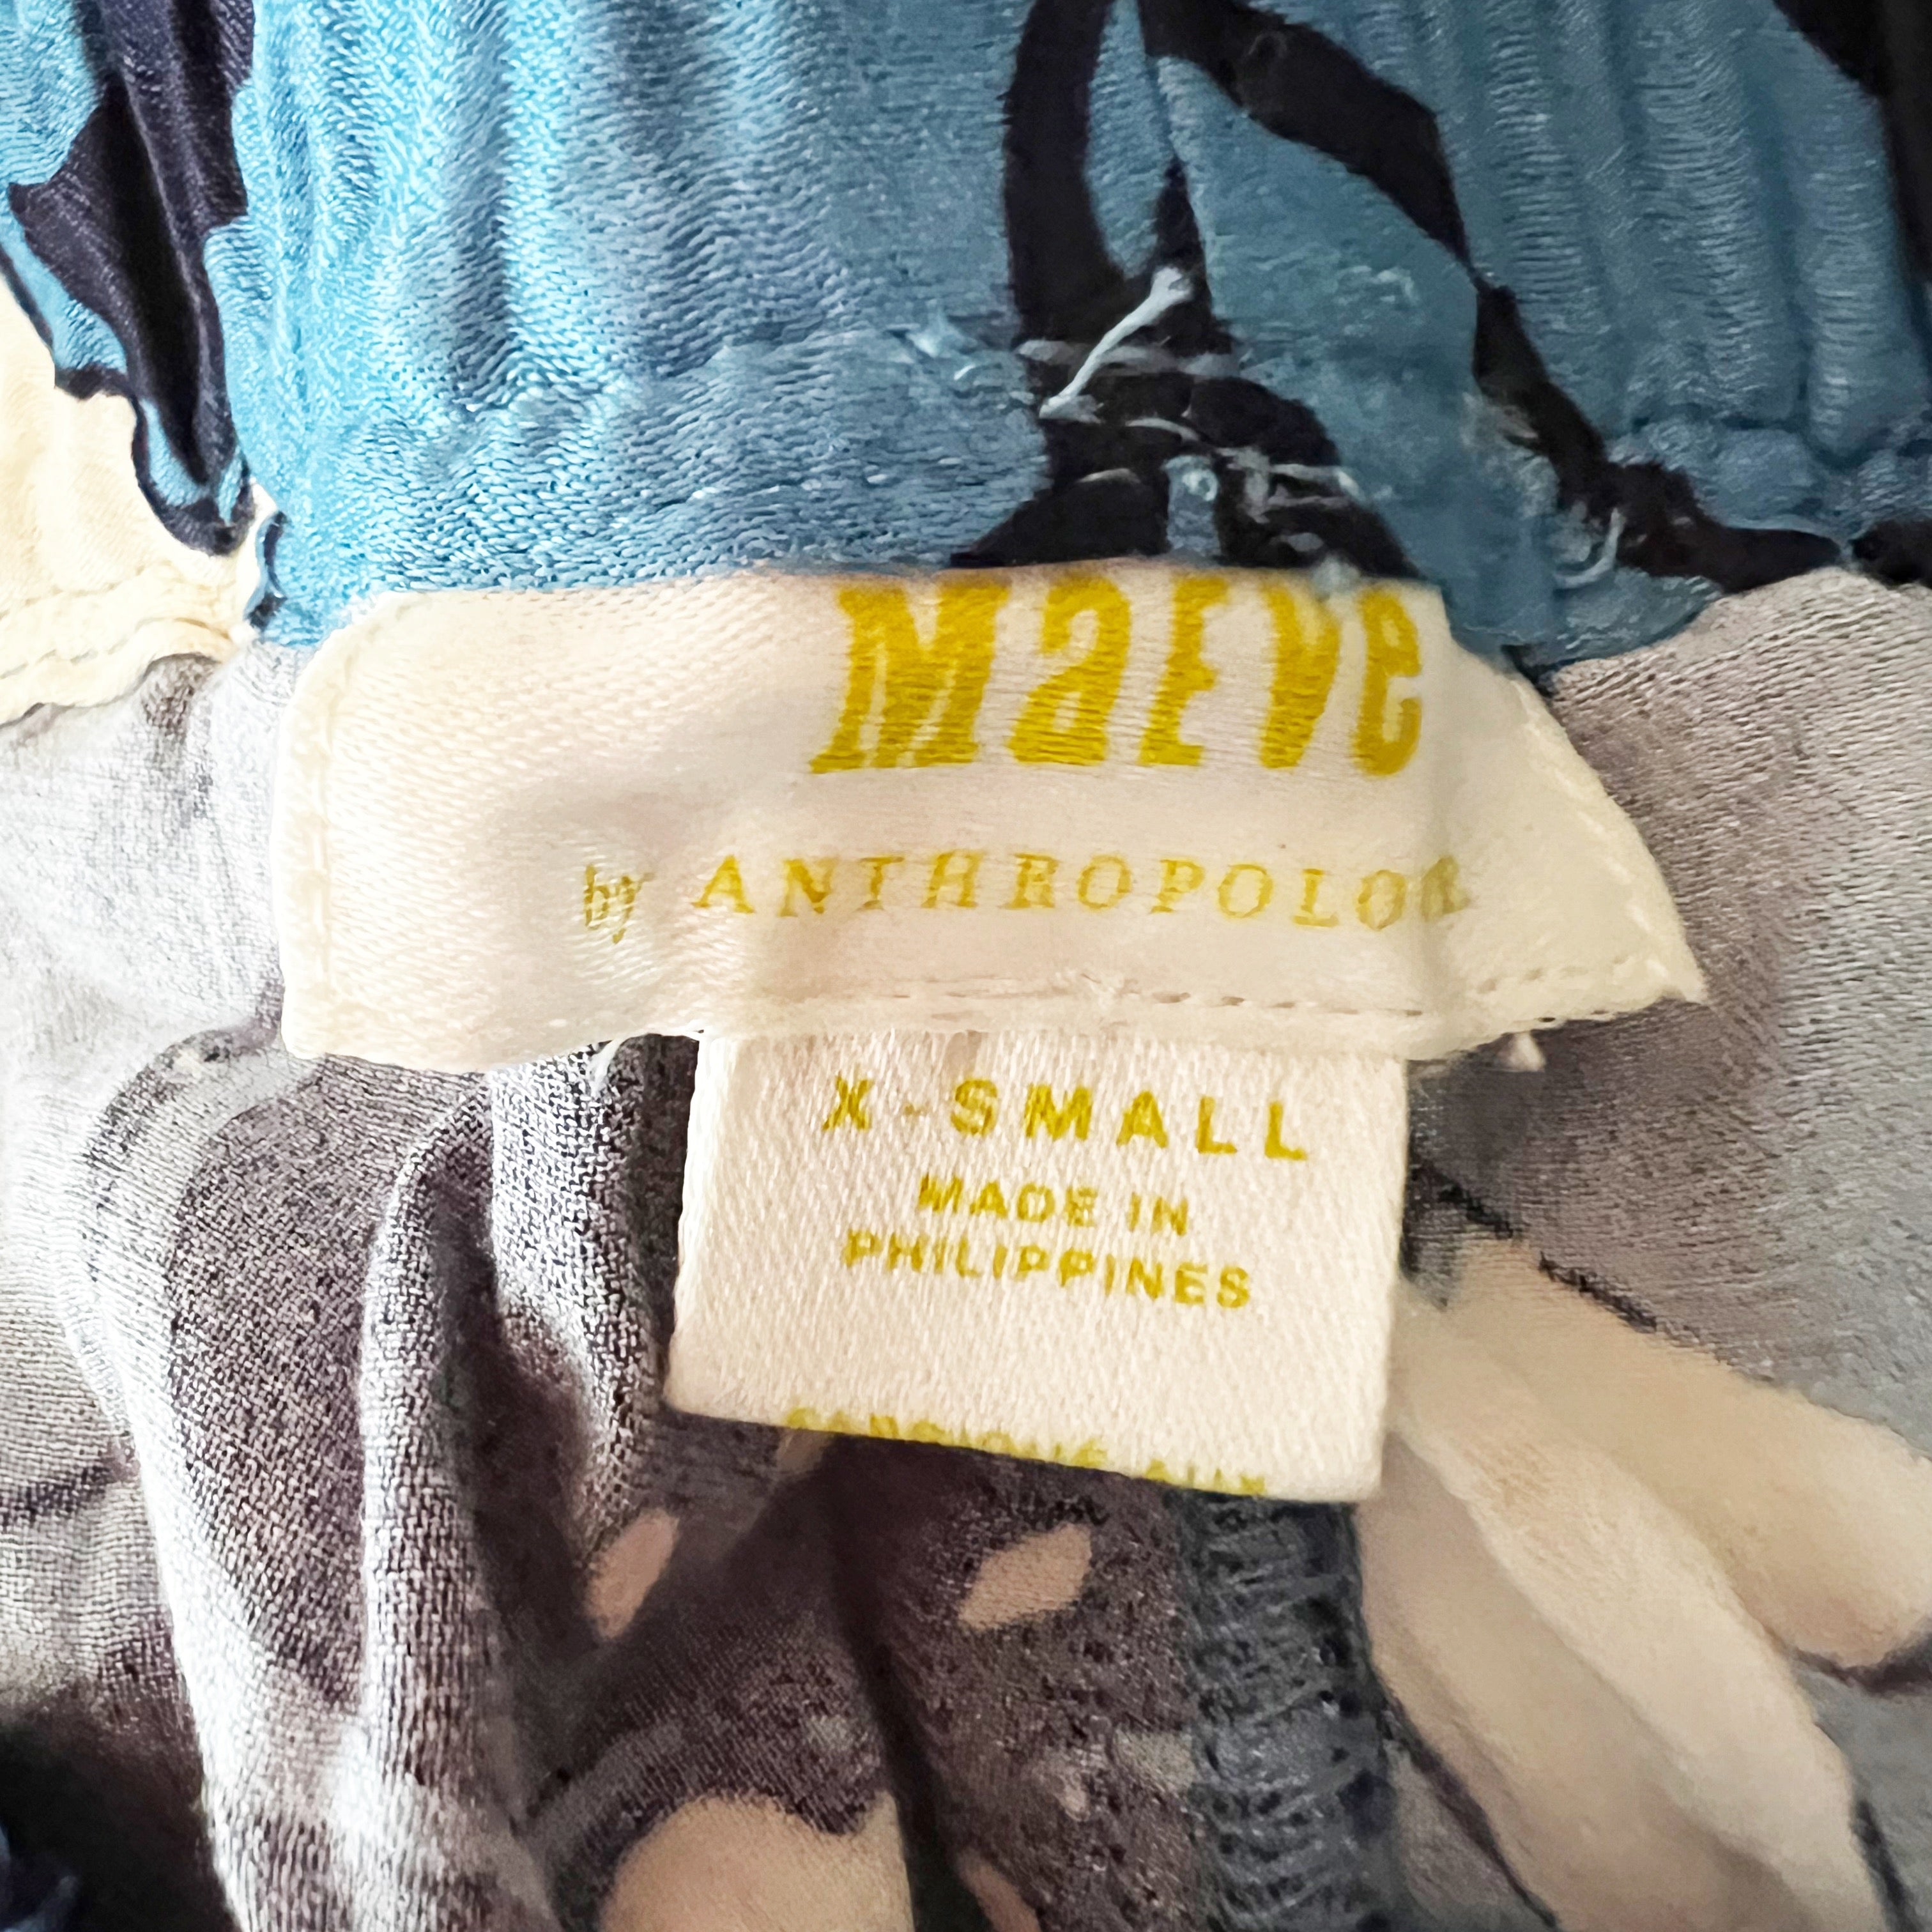 Maeve
by ANTHROPOLOG
X-SMALL
MADE IN
PHILIPPINES